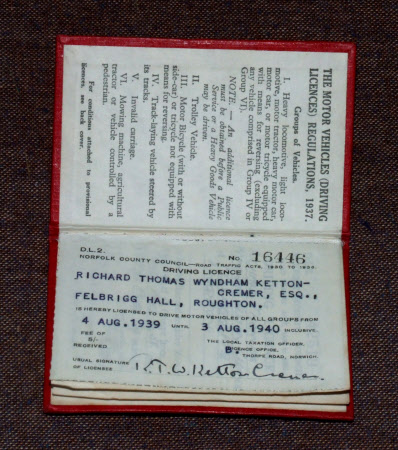 THE MOTOR VEHICLES (DRIVING
LICENCES) REGULATIONS, 1937.
Groups of Vehicles.
I. Heavy locomotive, light loco-
motive, motor tractor, heavy motor car,
motor car, or motor tricycle equipped
with means for reversing (excluding
any vehicle comprised in Group IV or
Group VI).
NOTE.—An additional licence
must be obtained before a Public
Service or a Heavy Goods Vehicle
may be driven.
II. Trolley Vehicle.
III. Motor Bicycle (with or without
side-car) or tricycle not equipped with
means for reversing.
IV. Track-laying vehicle steered by
its tracks.
V. Invalid carriage.
VI. Mowing machine, agricultural
tractor or vehicle controlled by a
pedestrian.
For conditions attached to provisional
licences, see back cover.
D.L.2. No. 16446
NORFOLK COUNTY COUNCIL—ROAD TRAFFIC ACTS, 1930 TO 1934.
DRIVING LICENCE
RICHARD THOMAS WYNDHAM KETTON-
CREMER, ESQ.,
FELBRIGG HALL, ROUGHTON.
IS HEREBY LICENSED TO DRIVE MOTOR VEHICLES OF ALL GROUPS FROM
4 AUG. 1939 UNTIL 3 AUG. 1940 INCLUSIVE.
FEE OF
5/-
RECEIVED
THE LOCAL TAXATION OFFICER,
LICENCE OFFICE,
THORPE ROAD, NORWICH.
USUAL SIGNATURE
OF LICENSEE R.T.W. Ketton-Cremer.